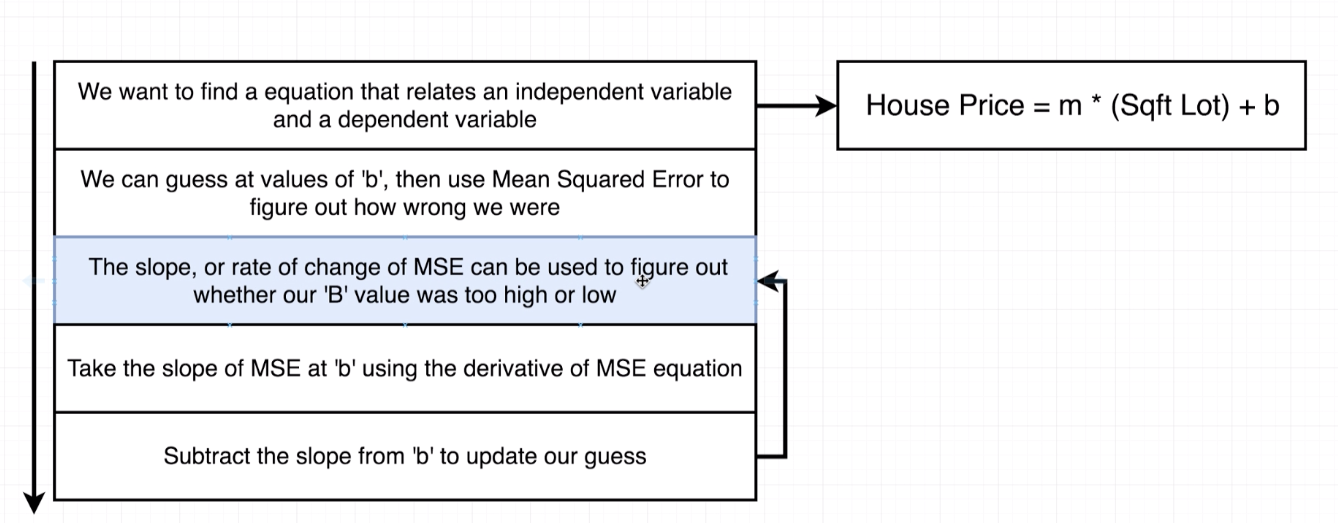 We want to find a equation that relates an independent variable
and a dependent variable
House Price = m * (Sqft Lot) + b
We can guess at values of 'b', then use Mean Squared Error to
figure out how wrong we were
The slope, or rate of change of MSE can be used to figure out
whether our 'B' value was too high or low
Take the slope of MSE at 'b' using the derivative of MSE equation
Subtract the slope from 'b' to update our guess